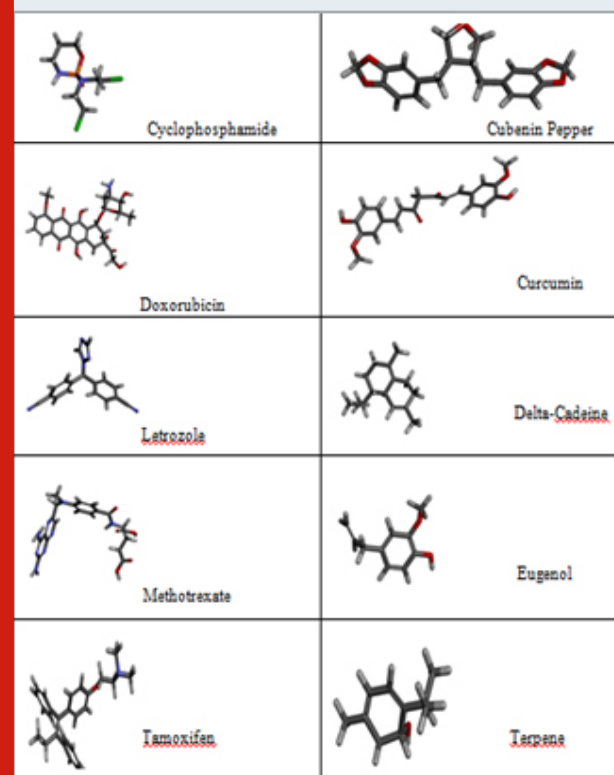 Cyclophosphamide
Cubenin Pepper
Doxorubicin
Curcumin
Letrozole
Delta-Cadeine
Methotrexate
Eugenol
Tamoxifen
Terpene